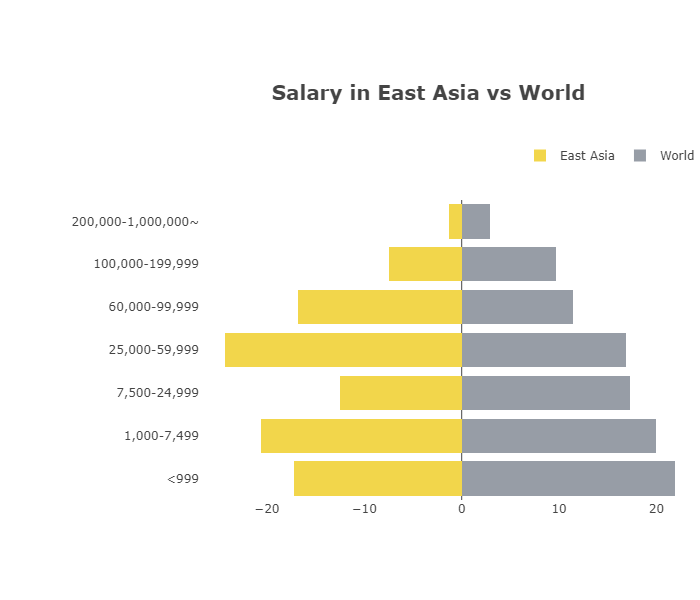 Salary in East Asia vs World
East Asia World
200,000-1,000,000~
100,000-199,999
60,000-99,999
25,000-59,999
7,500-24,999
1,000-7,499
<999
−20 −10 0 10 20